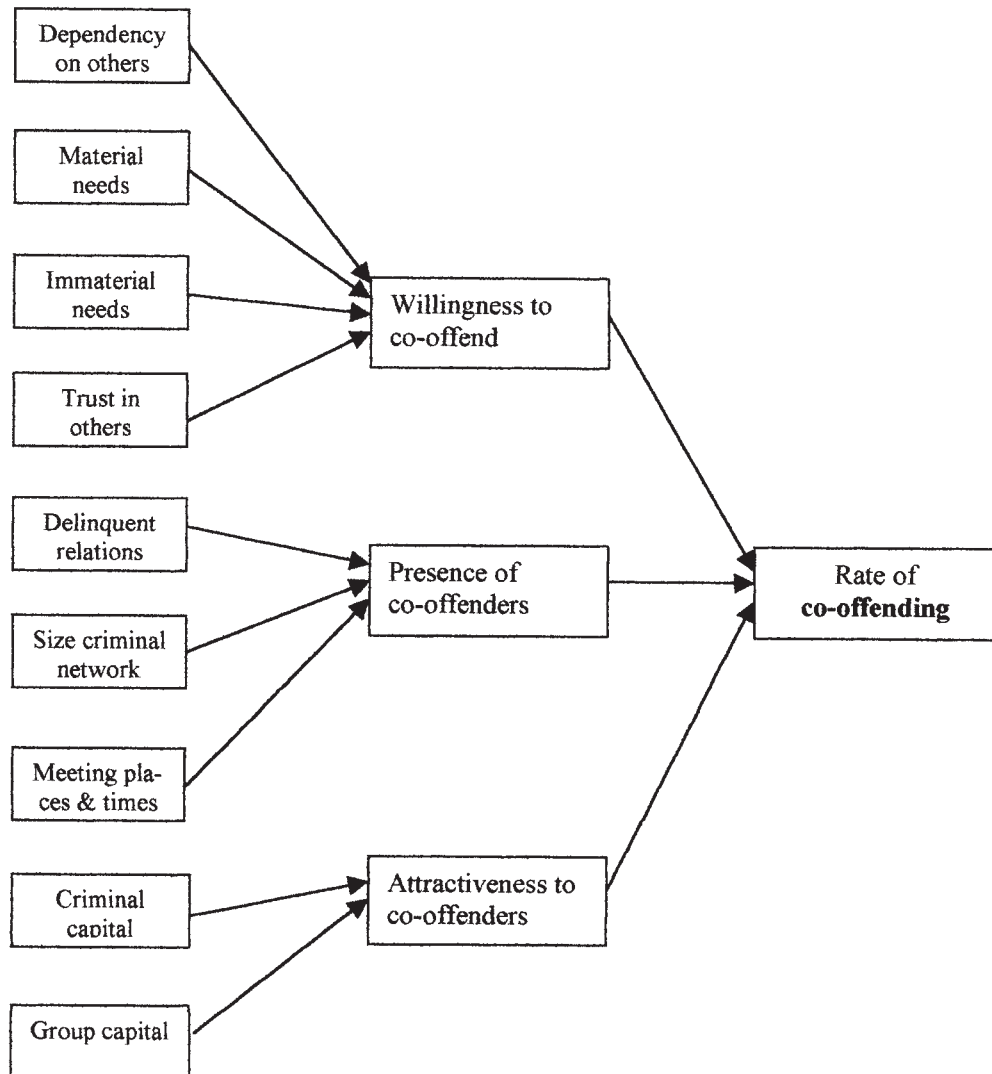 Dependency
on others
Material
needs
Immaterial
needs
Trust in
others
Willingness to
co-offend
Delinquent
relations
Size criminal
network
Meeting pla-
ces & times
Presence of
co-offenders
Criminal
capital
Group capital
Attractiveness to
co-offenders
Rate of
co-offending